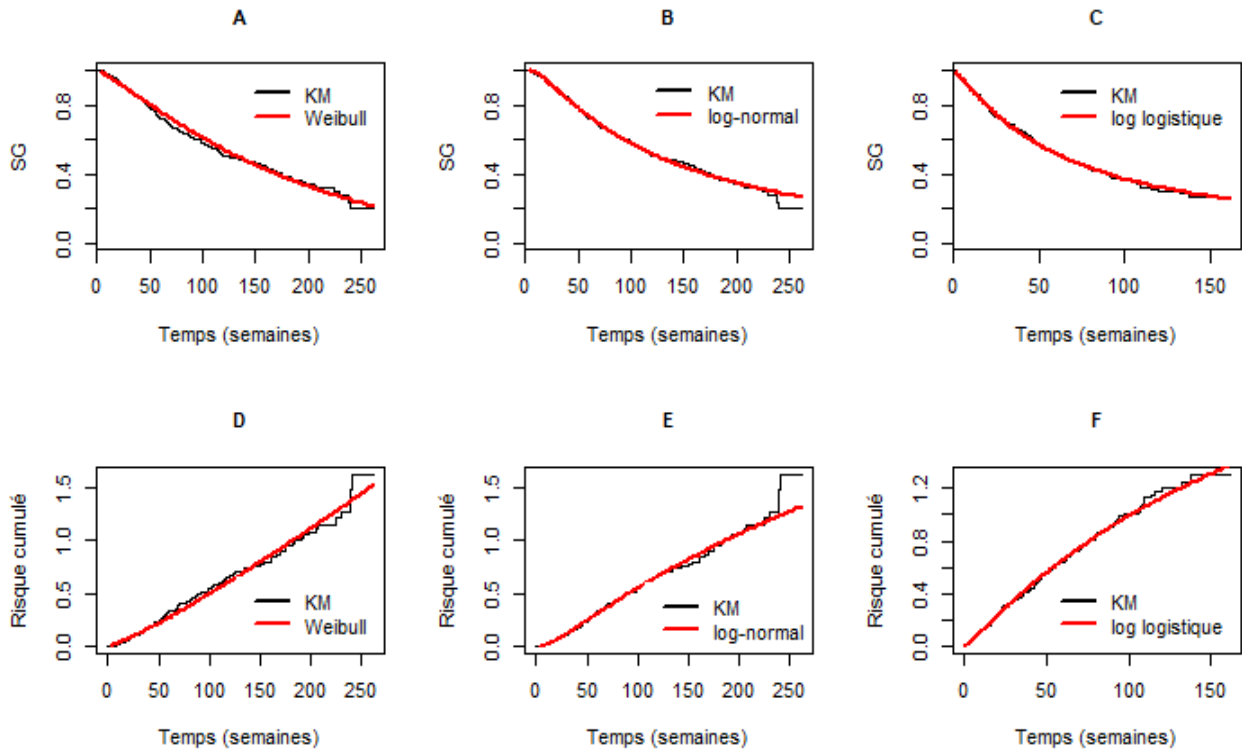 A
B
C
SG
0.0 0.4 0.8
KM
Weibull
0 50 100 150 200 250
Temps (semaines)
SG
0.0 0.4 0.8
KM
log-normal
0 50 100 150 200 250
Temps (semaines)
SG
0.0 0.4 0.8
KM
log logistique
0 50 100 150
Temps (semaines)
D
E
F
Risque cumulé
0.0 0.5 1.0 1.5
KM
Weibull
0 50 100 150 200 250
Temps (semaines)
Risque cumulé
0.0 0.5 1.0 1.5
KM
log-normal
0 50 100 150 200 250
Temps (semaines)
Risque cumulé
0.0 0.4 0.8 1.2
KM
log logistique
0 50 100 150
Temps (semaines)